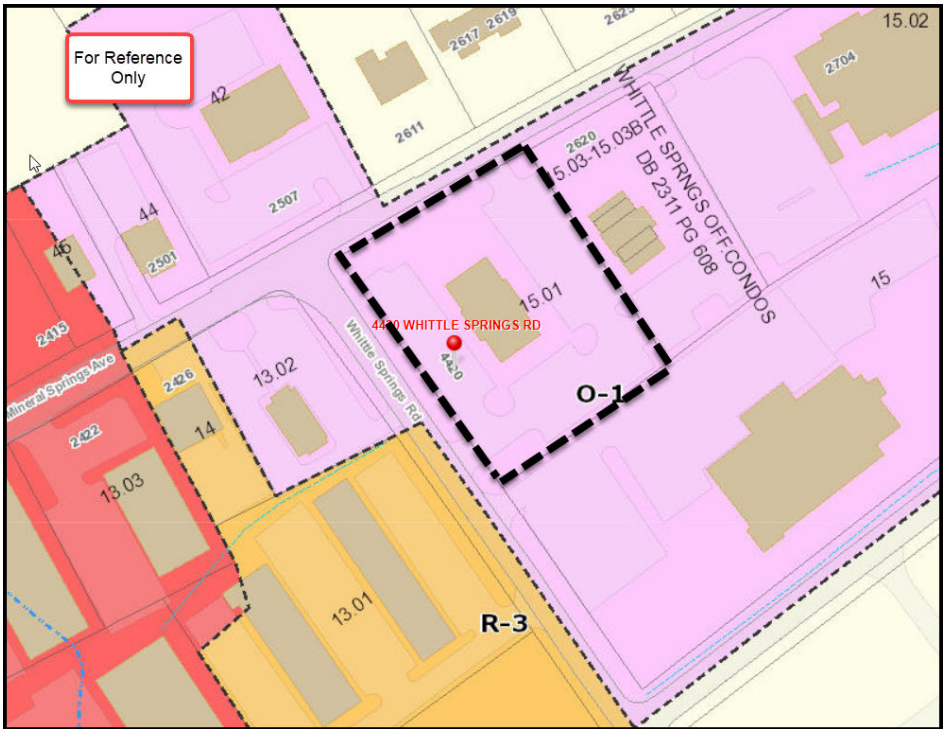 For Reference
Only
15.02
2619
2617
2625
2704
42
2611
2620
WHITTLE SPRNGS OFF.CONDOS
15.03-15.03B1
DB 2311 PG 608
44
2507
2501
46
15
15.01
2415
4420 WHITTLE SPRINGS RD
4420
Whittle Springs Rd
Mineral Springs Ave
13.02
2426
O-1
14
2422
13.03
13.01
R-3